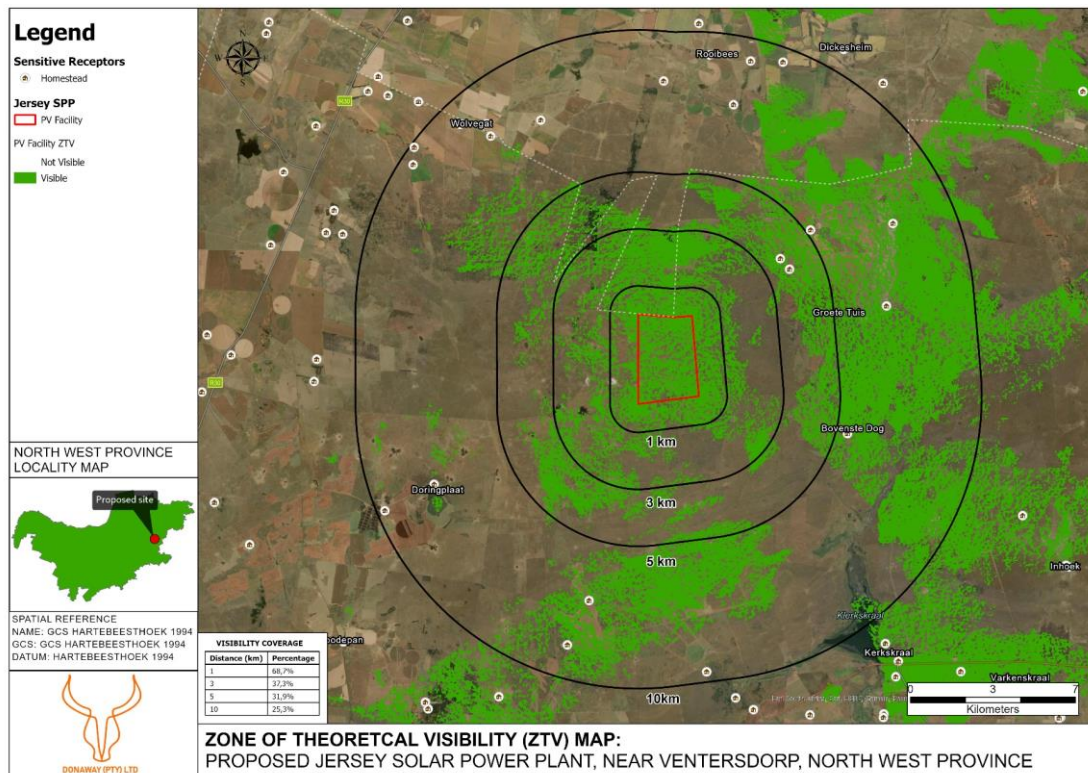 Legend
Sensitive Receptors
Homestead
Jersey SPP
PV Facility
PV Facility ZTV
Not Visible
Visible
NORTH WEST PROVINCE
LOCALITY MAP
Proposed site
SPATIAL REFERENCE
NAME: GCS HARTEBEESTHOEK 1994
GCS: GCS HARTEBEESTHOEK 1994
DATUM: HARTEBEESTHOEK 1994
DONAWAY (PTY) LTD
N
W
E
S
R30
Rooibees
Dickesheim
Wolvegat
Groete Tuis
R30
Bovenste Dog
1 km
Doringplaat
3 km
5 km
Inhoek
Klerkskraal
Kerkskraal
Varkenskraal
10km
VISIBILITY COVERAGE
Distance (km) Percentage
1 68,7%
3 37,3%
5 31,9%
10 25,3%
0 3 7
Kilometers
ZONE OF THEORETCAL VISIBILITY (ZTV) MAP:
PROPOSED JERSEY SOLAR POWER PLANT, NEAR VENTERSDORP, NORTH WEST PROVINCE